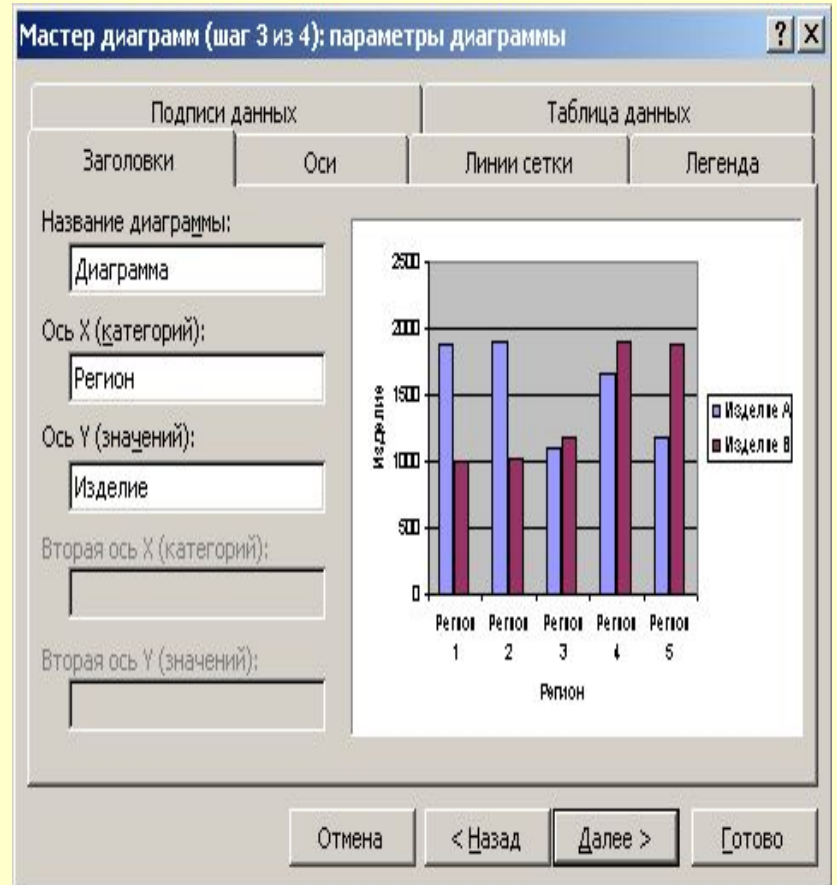 Мастер диаграмм (шаг 3 из 4): параметры диаграммы
Подписи данных Таблица данных
Заголовки Оси Линии сетки Легенда
Название диаграммы:
Диаграмма
Ось X (категорий):
Регион
Ось Y (значений):
Изделие
Вторая ось X (категорий):
Вторая ось Y (значений):
2500
2000
1500
1000
500
0
Изделие
Регион 1 Регион 2 Регион 3 Регион 4 Регион 5
Регион
Изделие A
Изделие B
Отмена < Назад Далее > Готово